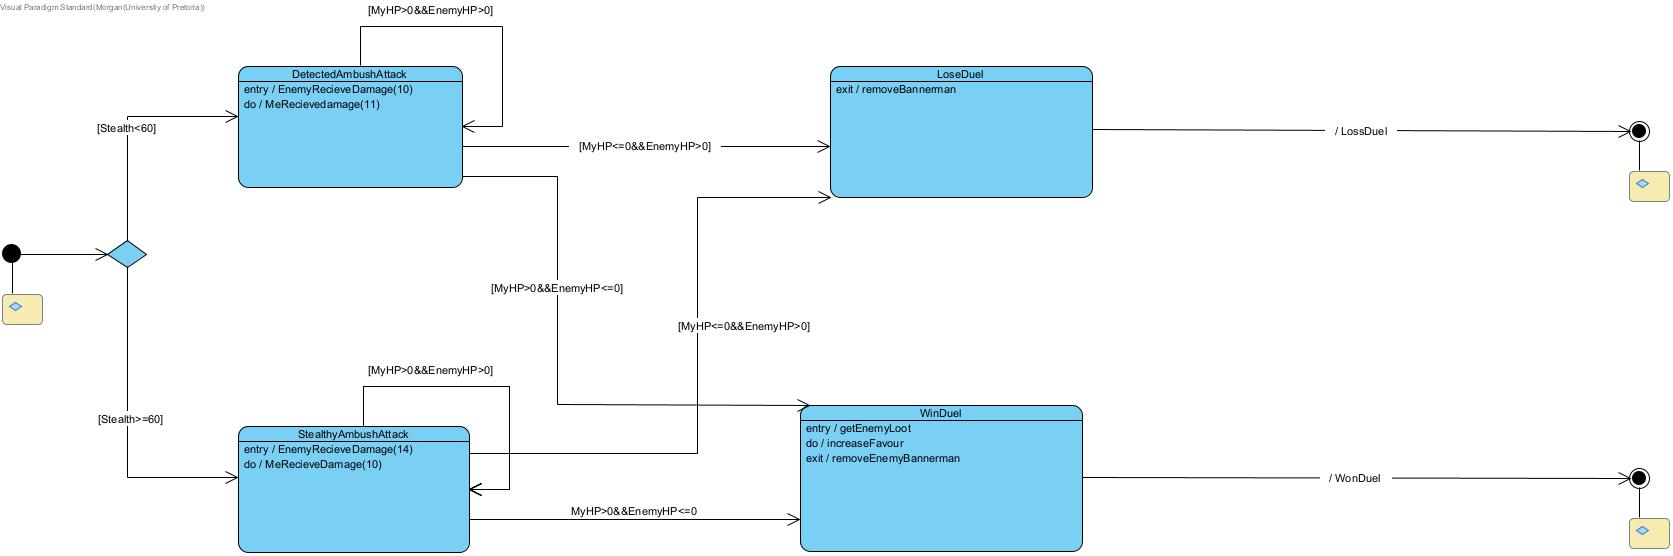 Visual Paradigm Standard(Morgan(University of Pretoria))
[MyHP>0&&EnemyHP>0]
DetectedAmbushAttack
entry / EnemyRecieveDamage(10)
do / MeRecievedamage(11)
LoseDuel
exit / removeBannerman
[Stealth<60]
/ LossDuel
[MyHP<=0&&EnemyHP>0]
[MyHP>0&&EnemyHP<=0]
[MyHP<=0&&EnemyHP>0]
[MyHP>0&&EnemyHP>0]
[Stealth>=60]
StealthyAmbushAttack
entry / EnemyRecieveDamage(14)
do / MeRecieveDamage(10)
WinDuel
entry / getEnemyLoot
do / increaseFavour
exit / removeEnemyBannerman
/ WonDuel
MyHP>0&&EnemyHP<=0